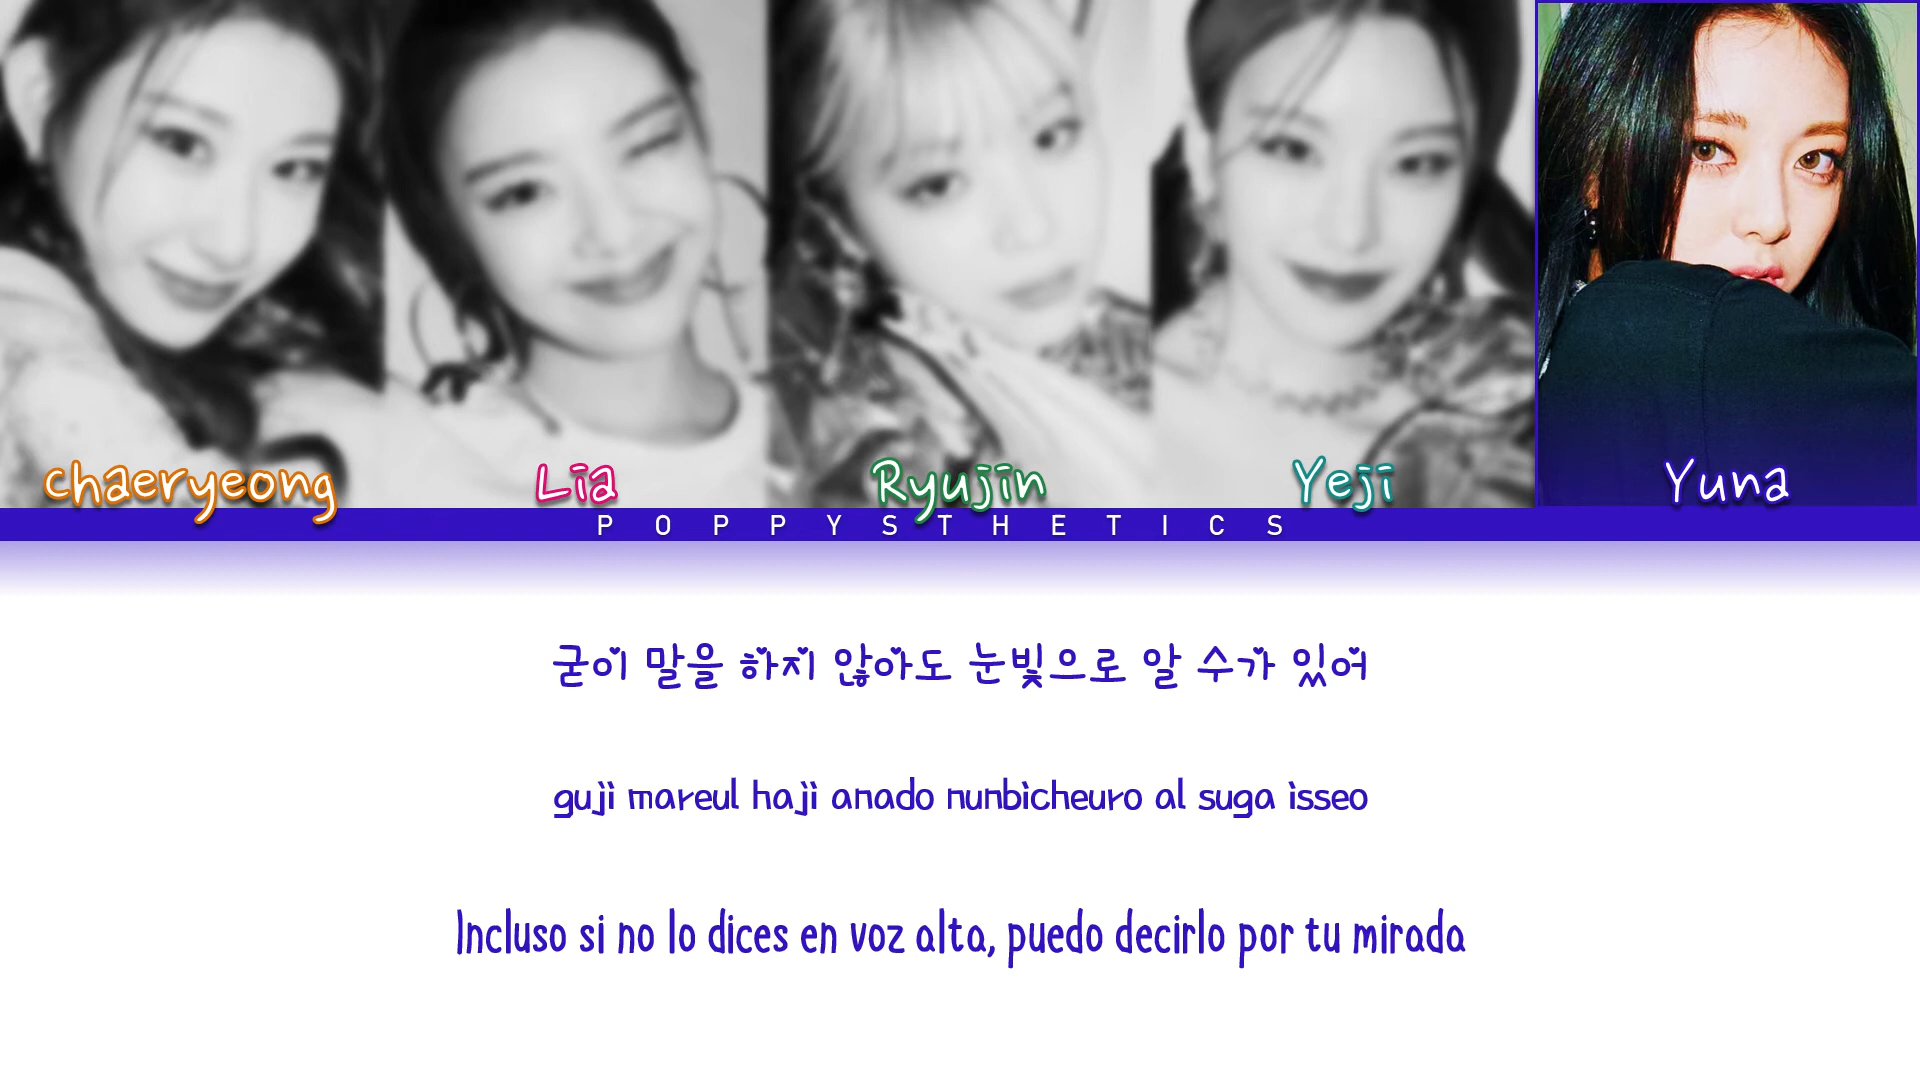 chaeryeong Lia Ryujin Yeji Yuna
POPPYSTHETICS
굳이 말을 하지 않아도 눈빛으로 알 수가 있어
guji mareul haji anado nunbicheuro al suga isseo
Incluso si no lo dices en voz alta, puedo decirlo por tu mirada